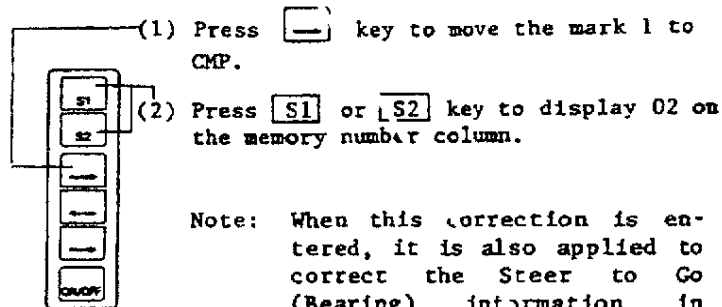 (1) Press → key to move the mark 1 to
CMP.
(2) Press S1 or S2 key to display 02 on
the memory number column.
S1
S2
ON/OFF
Note: When this correction is en-
tered, it is also applied to
correct the Steer to Go
(Bearing) information in